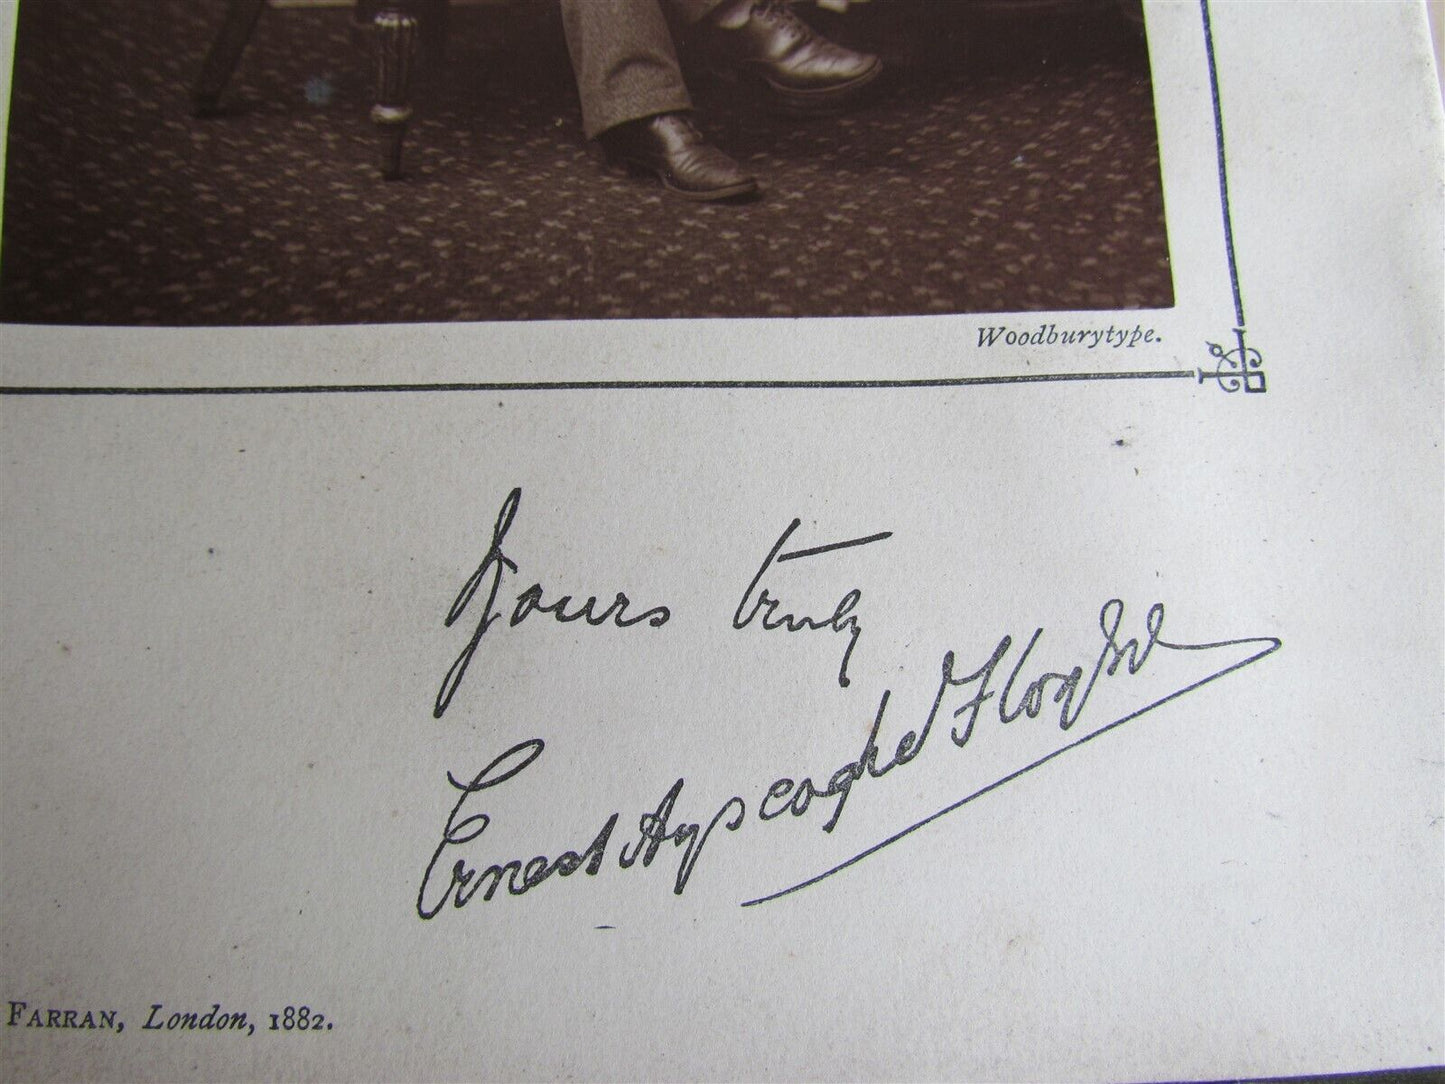 Woodburytype.
Yours truly
Ernest Ayscoghe Floyer
FARRAN, London, 1882.